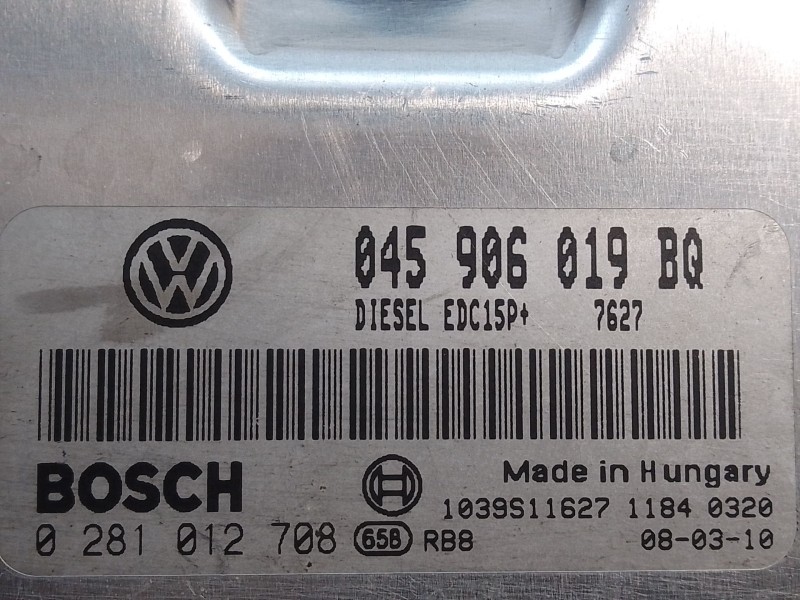 045 906 019 BQ
DIESEL EDC15P+ 7627
BOSCH
Made in Hungary
1039S11627 1184 0320
0 281 012 708 65B RB8 08-03-10